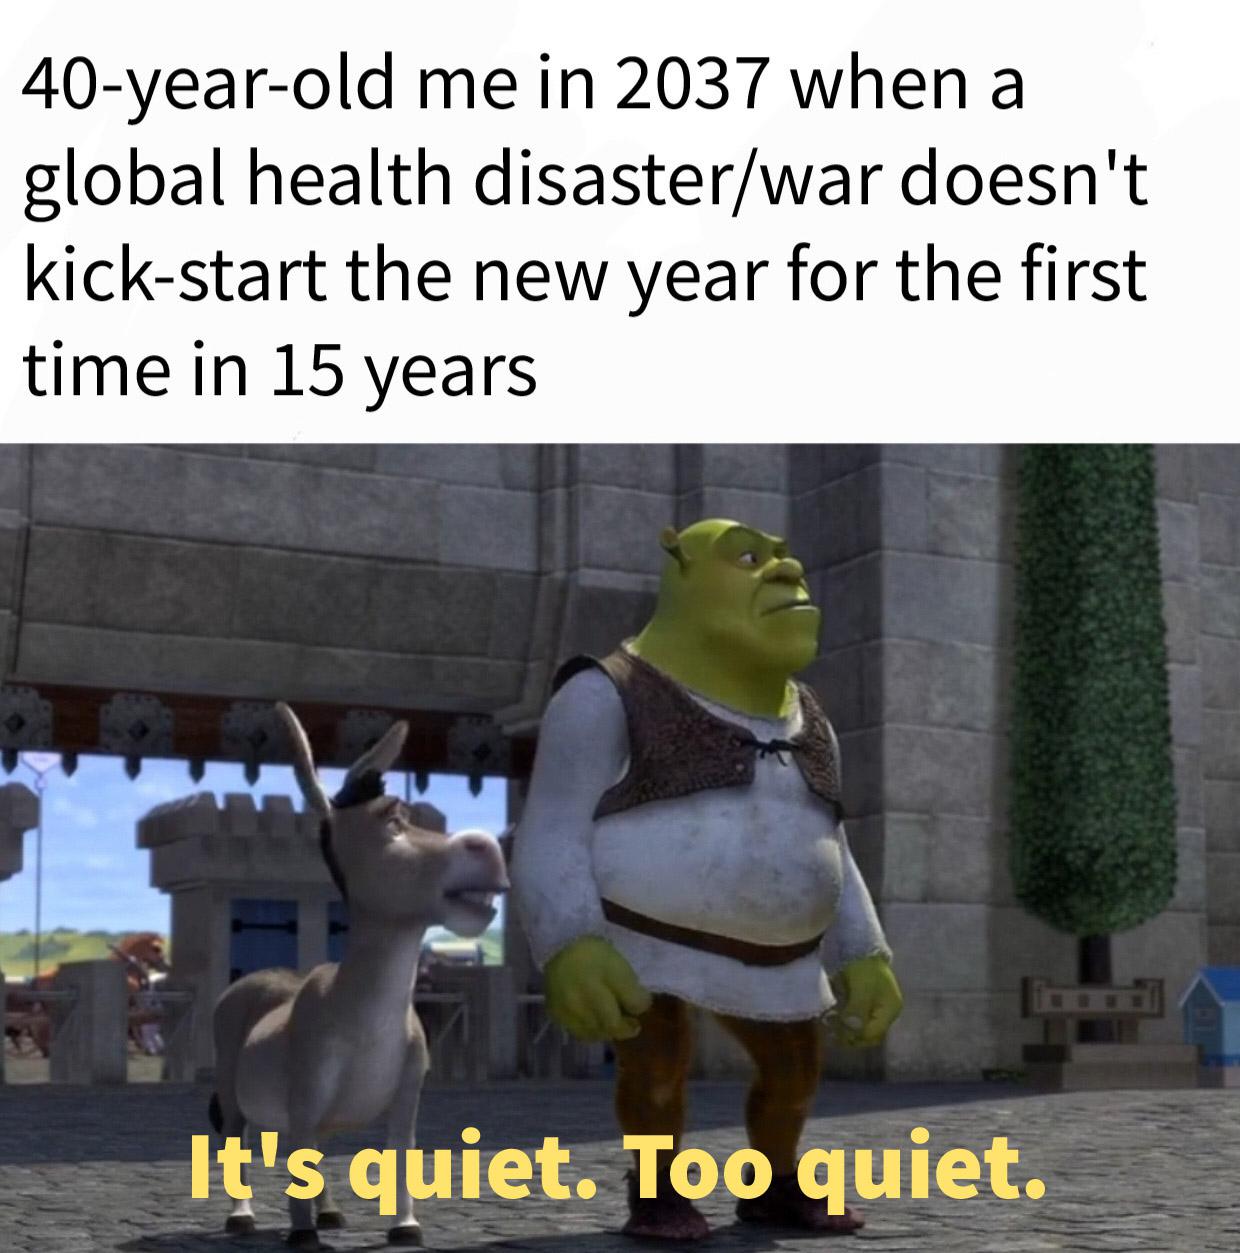 40-year-old me in 2037 when a
global health disaster/war doesn't
kick-start the new year for the first
time in 15 years
It's quiet. Too quiet.